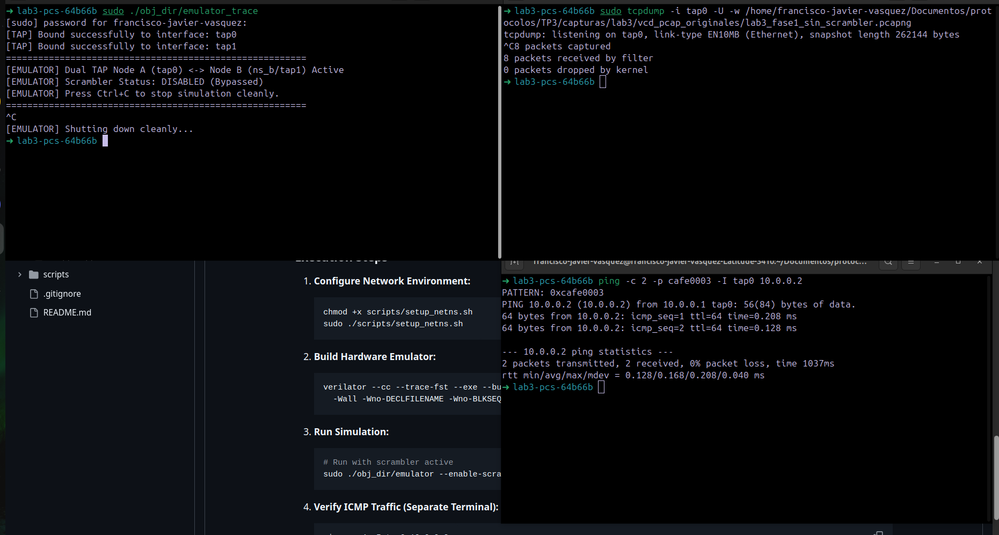 ➜ lab3-pcs-64b66b sudo ./obj_dir/emulator_trace
[sudo] password for francisco-javier-vasquez:
[TAP] Bound successfully to interface: tap0
[TAP] Bound successfully to interface: tap1
========================================================
[EMULATOR] Dual TAP Node A (tap0) <-> Node B (ns_b/tap1) Active
[EMULATOR] Scrambler Status: DISABLED (Bypassed)
[EMULATOR] Press Ctrl+C to stop simulation cleanly.
========================================================
^C
[EMULATOR] Shutting down cleanly...
➜ lab3-pcs-64b66b
➜ lab3-pcs-64b66b sudo tcpdump -i tap0 -U -w /home/francisco-javier-vasquez/Documentos/prot
ocolos/TP3/capturas/lab3/vcd_pcap_originales/lab3_fase1_sin_scrambler.pcapng
tcpdump: listening on tap0, link-type EN10MB (Ethernet), snapshot length 262144 bytes
^C8 packets captured
8 packets received by filter
0 packets dropped by kernel
➜ lab3-pcs-64b66b
scripts
.gitignore
README.md
Execution Steps
1. Configure Network Environment:
chmod +x scripts/setup_netns.sh
sudo ./scripts/setup_netns.sh
2. Build Hardware Emulator:
verilator --cc --trace-fst --exe --bu
-Wall -Wno-DECLFILENAME -Wno-BLKSEQ
3. Run Simulation:
# Run with scrambler active
sudo ./obj_dir/emulator --enable-scra
4. Verify ICMP Traffic (Separate Terminal):
francisco-javier-vasquez@francisco-javier-vasquez-Latitude-3410:~/Documentos/protoc...
➜ lab3-pcs-64b66b ping -c 2 -p cafe0003 -I tap0 10.0.0.2
PATTERN: 0xcafe0003
PING 10.0.0.2 (10.0.0.2) from 10.0.0.1 tap0: 56(84) bytes of data.
64 bytes from 10.0.0.2: icmp_seq=1 ttl=64 time=0.208 ms
64 bytes from 10.0.0.2: icmp_seq=2 ttl=64 time=0.128 ms
--- 10.0.0.2 ping statistics ---
2 packets transmitted, 2 received, 0% packet loss, time 1037ms
rtt min/avg/max/mdev = 0.128/0.168/0.208/0.040 ms
➜ lab3-pcs-64b66b